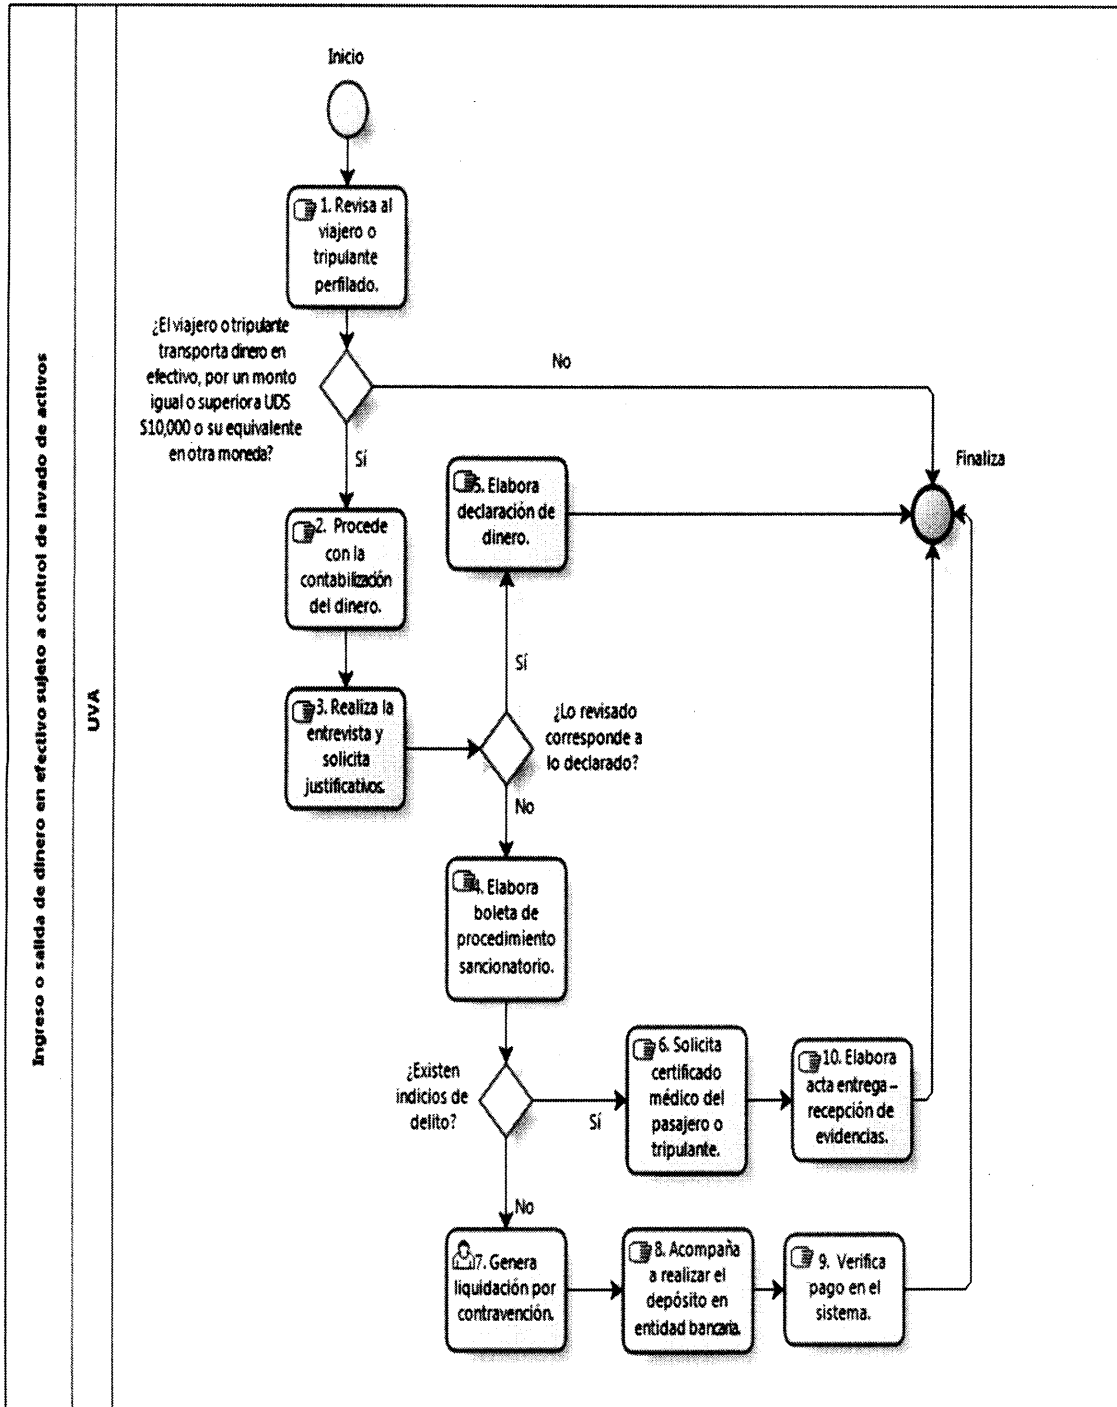 Ingreso o salida de dinero en efectivo sujeto a control de lavado de activos
UVA
Inicio
1. Revisa al
viajero o
tripulante
perfilado.
¿El viajero o tripulante
transporta dinero en
efectivo, por un monto
igual o superiora UDS
$10,000 o su equivalente
en otra moneda?
No
Sí
2. Procede
con la
contabilización
del dinero.
3. Realiza la
entrevista y
solicita
justificativos.
¿Lo revisado
corresponde a
lo declarado?
Sí
5. Elabora
declaración de
dinero.
Finaliza
No
4. Elabora
boleta de
procedimiento
sancionatorio.
¿Existen
indicios de
delito?
Sí
6. Solicita
certificado
médico del
pasajero o
tripulante.
10. Elabora
acta entrega –
recepción de
evidencias.
No
7. Genera
liquidación por
contravención.
8. Acompaña
a realizar el
depósito en
entidad bancaria.
9. Verifica
pago en el
sistema.